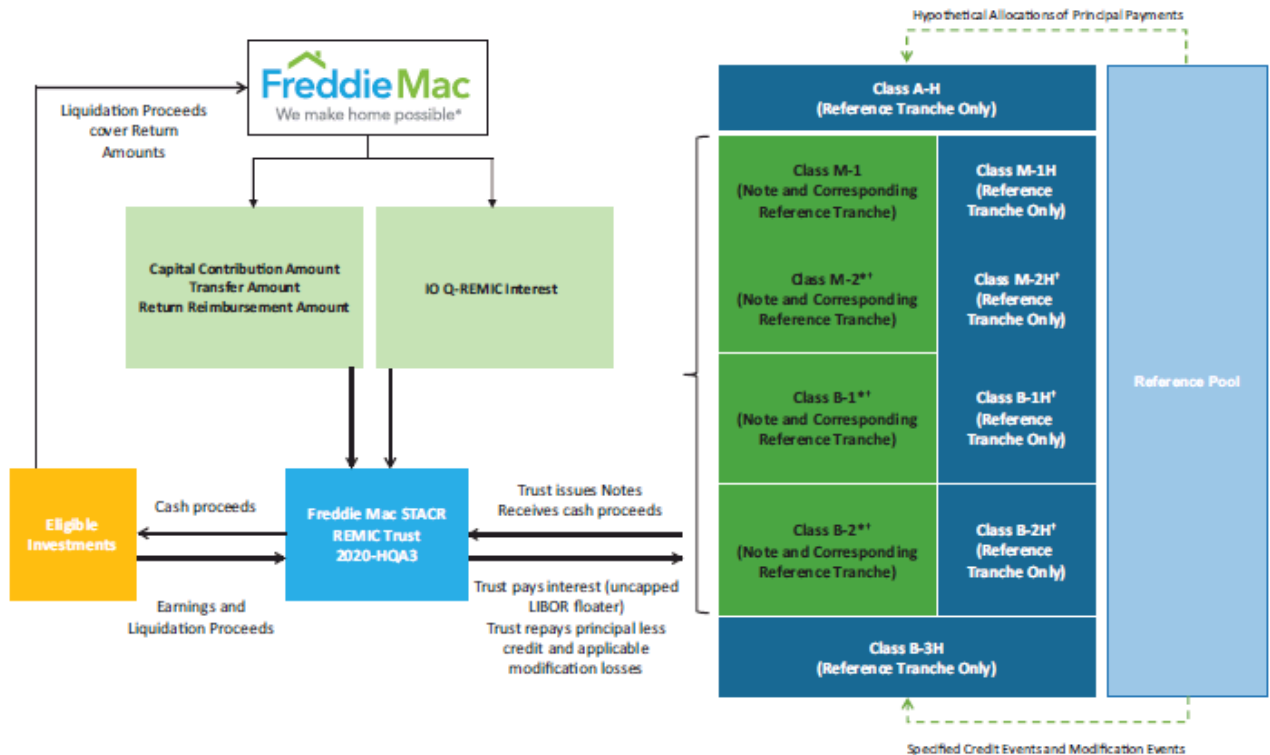 Hypothetical Allocations of Principal Payments
Freddie Mac
We make home possible®
Liquidation Proceeds
cover Return
Amounts
Capital Contribution Amount
Transfer Amount
Return Reimbursement Amount
IO Q-REMIC Interest
Eligible
Investments
Cash proceeds
Earnings and
Liquidation Proceeds
Freddie Mac STACR
REMIC Trust
2020-HQA3
Trust issues Notes
Receives cash proceeds
Trust pays interest (uncapped
LIBOR floater)
Trust repays principal less
credit and applicable
modification losses
Class A-H
(Reference Tranche Only)
Class M-1
(Note and Corresponding
Reference Tranche)
Class M-1H
(Reference
Tranche Only)
Class M-2*†
(Note and Corresponding
Reference Tranche)
Class M-2H†
(Reference
Tranche Only)
Class B-1*†
(Note and Corresponding
Reference Tranche)
Class B-1H†
(Reference
Tranche Only)
Class B-2*†
(Note and Corresponding
Reference Tranche)
Class B-2H†
(Reference
Tranche Only)
Class B-3H
(Reference Tranche Only)
Reference Pool
Specified Credit Events and Modification Events